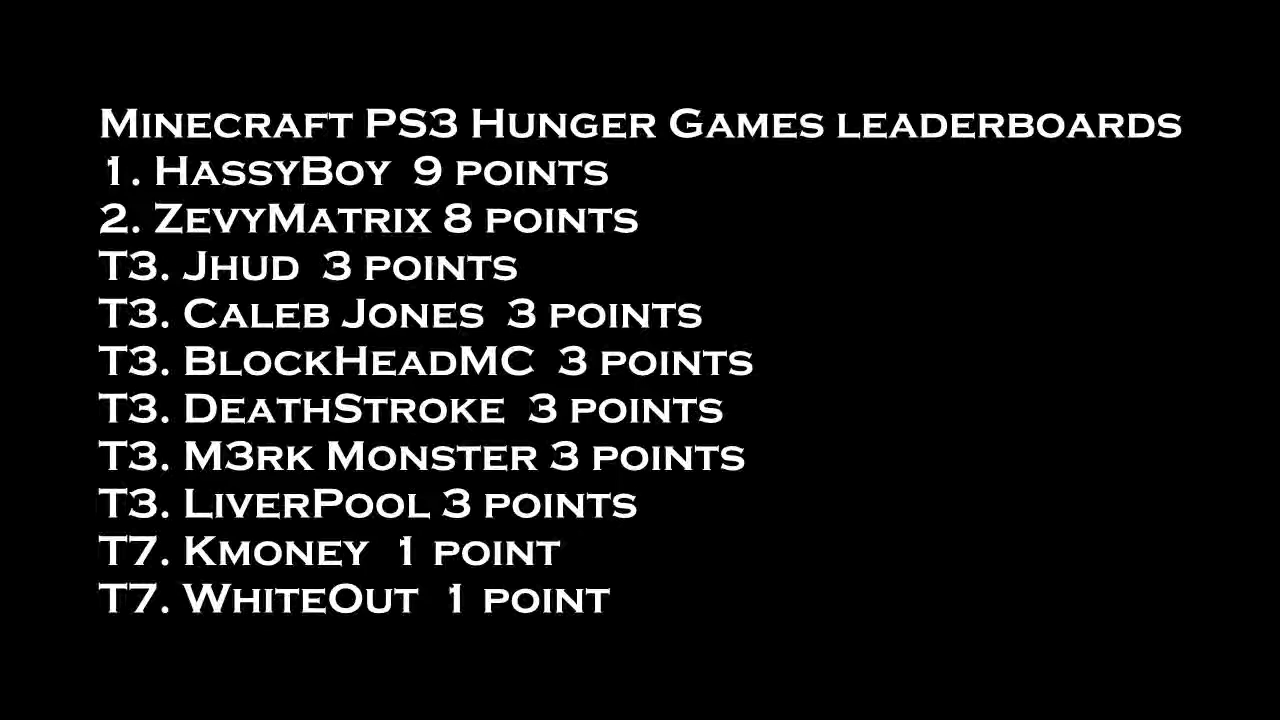 Minecraft PS3 Hunger Games leaderboards
1. HassyBoy 9 points
2. ZevyMatrix 8 points
T3. Jhud 3 points
T3. Caleb Jones 3 points
T3. BlockHeadMC 3 points
T3. DeathStroke 3 points
T3. M3rk Monster 3 points
T3. LiverPool 3 points
T7. Kmoney 1 point
T7. WhiteOut 1 point